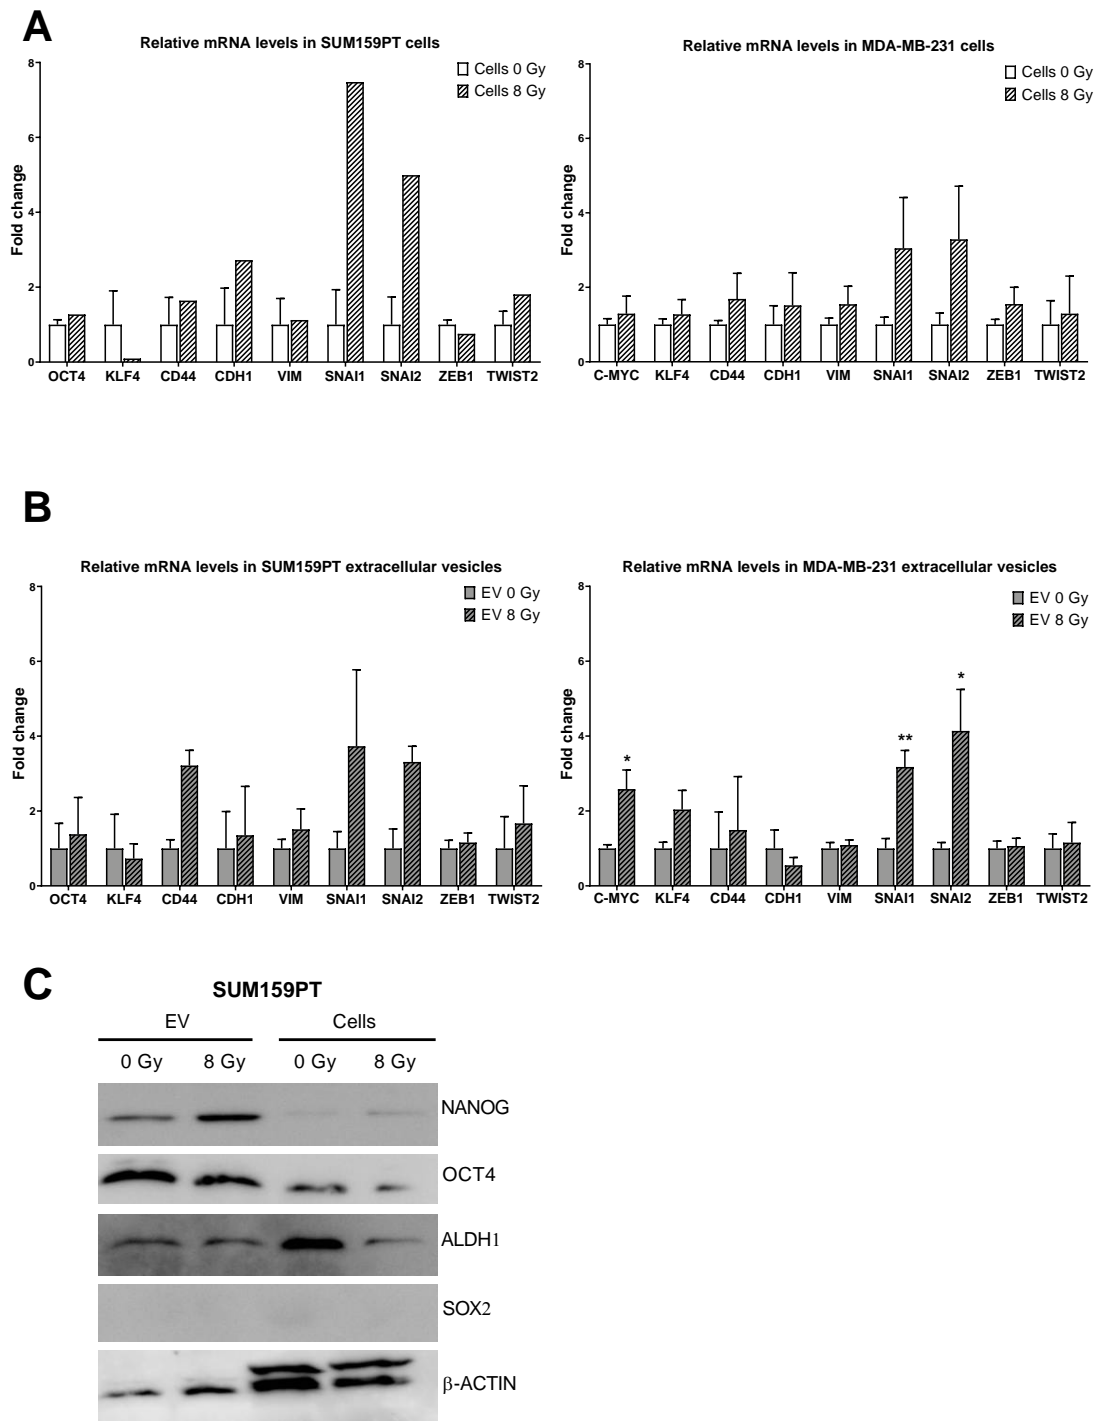 A
Relative mRNA levels in SUM159PT cells
Cells 0 Gy
Cells 8 Gy
Fold change
8
6
4
2
0
OCT4 KLF4 CD44 CDH1 VIM SNAI1 SNAI2 ZEB1 TWIST2
Relative mRNA levels in MDA-MB-231 cells
Cells 0 Gy
Cells 8 Gy
Fold change
8
6
4
2
0
C-MYC KLF4 CD44 CDH1 VIM SNAI1 SNAI2 ZEB1 TWIST2
B
Relative mRNA levels in SUM159PT extracellular vesicles
EV 0 Gy
EV 8 Gy
Fold change
8
6
4
2
0
OCT4 KLF4 CD44 CDH1 VIM SNAI1 SNAI2 ZEB1 TWIST2
Relative mRNA levels in MDA-MB-231 extracellular vesicles
EV 0 Gy
EV 8 Gy
Fold change
8
6
4
2
0
* ** *
C-MYC KLF4 CD44 CDH1 VIM SNAI1 SNAI2 ZEB1 TWIST2
C
SUM159PT
EV Cells
0 Gy 8 Gy 0 Gy 8 Gy
NANOG
OCT4
ALDH1
SOX2
β-ACTIN